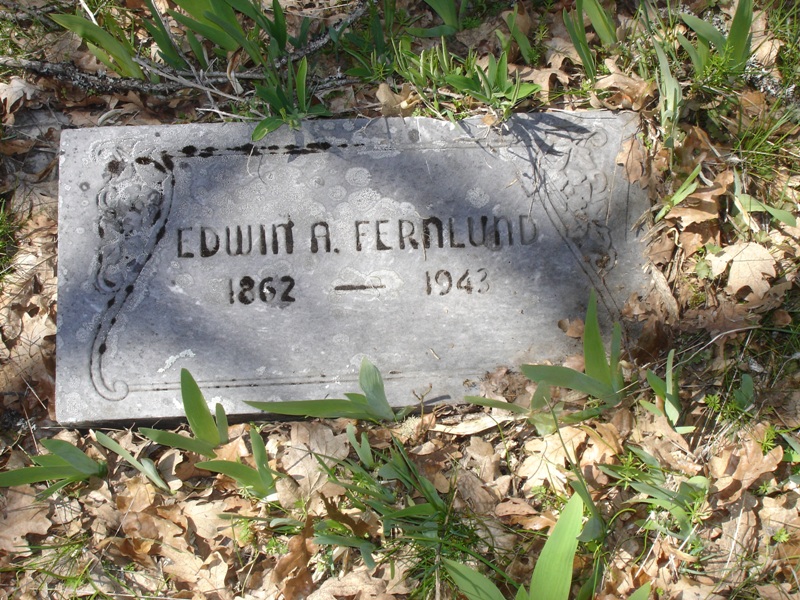 EDWIN A. FERNLUND
1862 — 1943